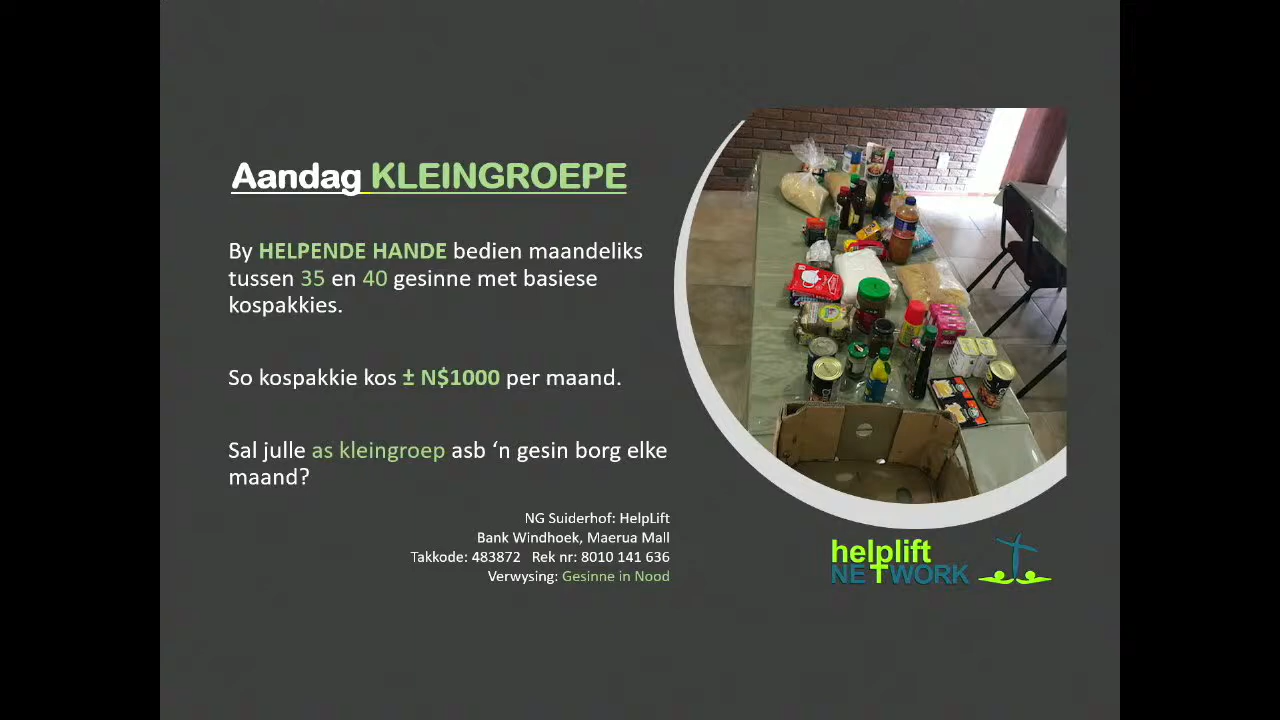 Aandag KLEINGROEPE
By HELPENDE HANDE bedien maandeliks
tussen 35 en 40 gesinne met basiese
kospakkies.
So kospakkie kos ± N$1000 per maand.
Sal julle as kleingroep asb ‘n gesin borg elke
maand?
NG Suiderhof: HelpLift
Bank Windhoek, Maerua Mall
Takkode: 483872 Rek nr: 8010 141 636
Verwysing: Gesinne in Nood
helplift
NETWORK